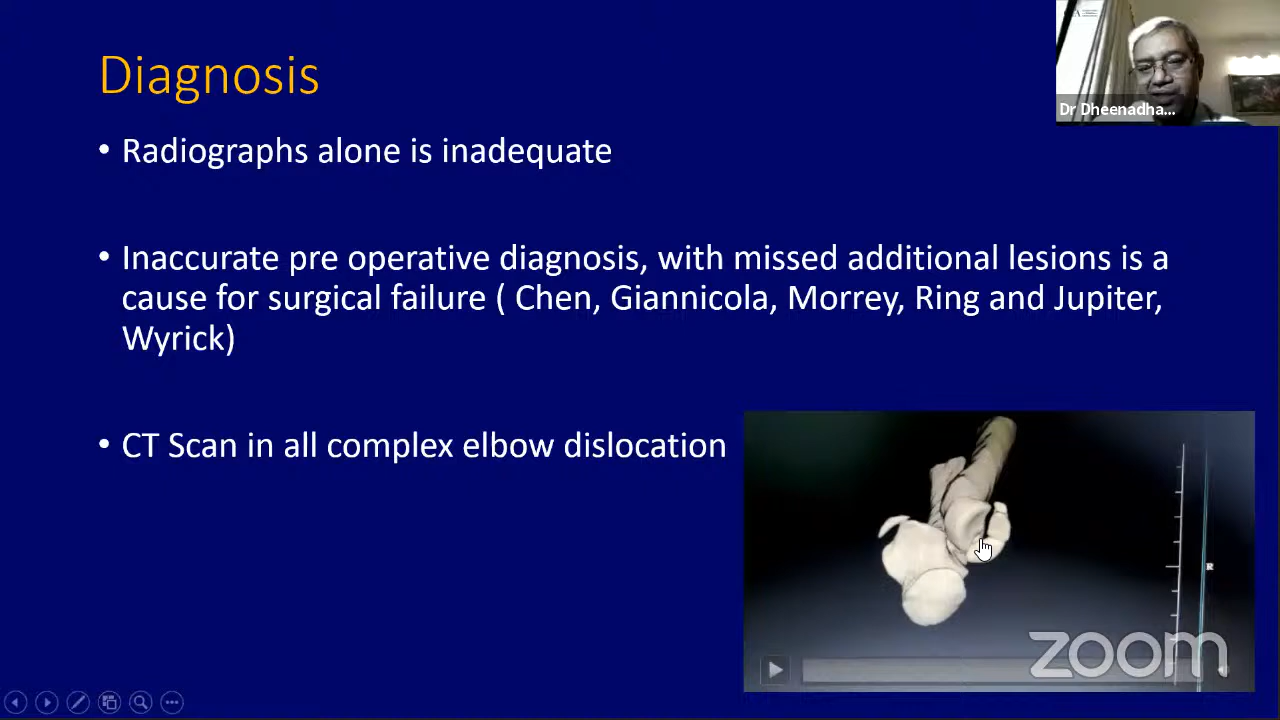 Diagnosis
Dr Dheenadha...
• Radiographs alone is inadequate
• Inaccurate pre operative diagnosis, with missed additional lesions is a
cause for surgical failure ( Chen, Giannicola, Morrey, Ring and Jupiter,
Wyrick)
• CT Scan in all complex elbow dislocation
R
zoom